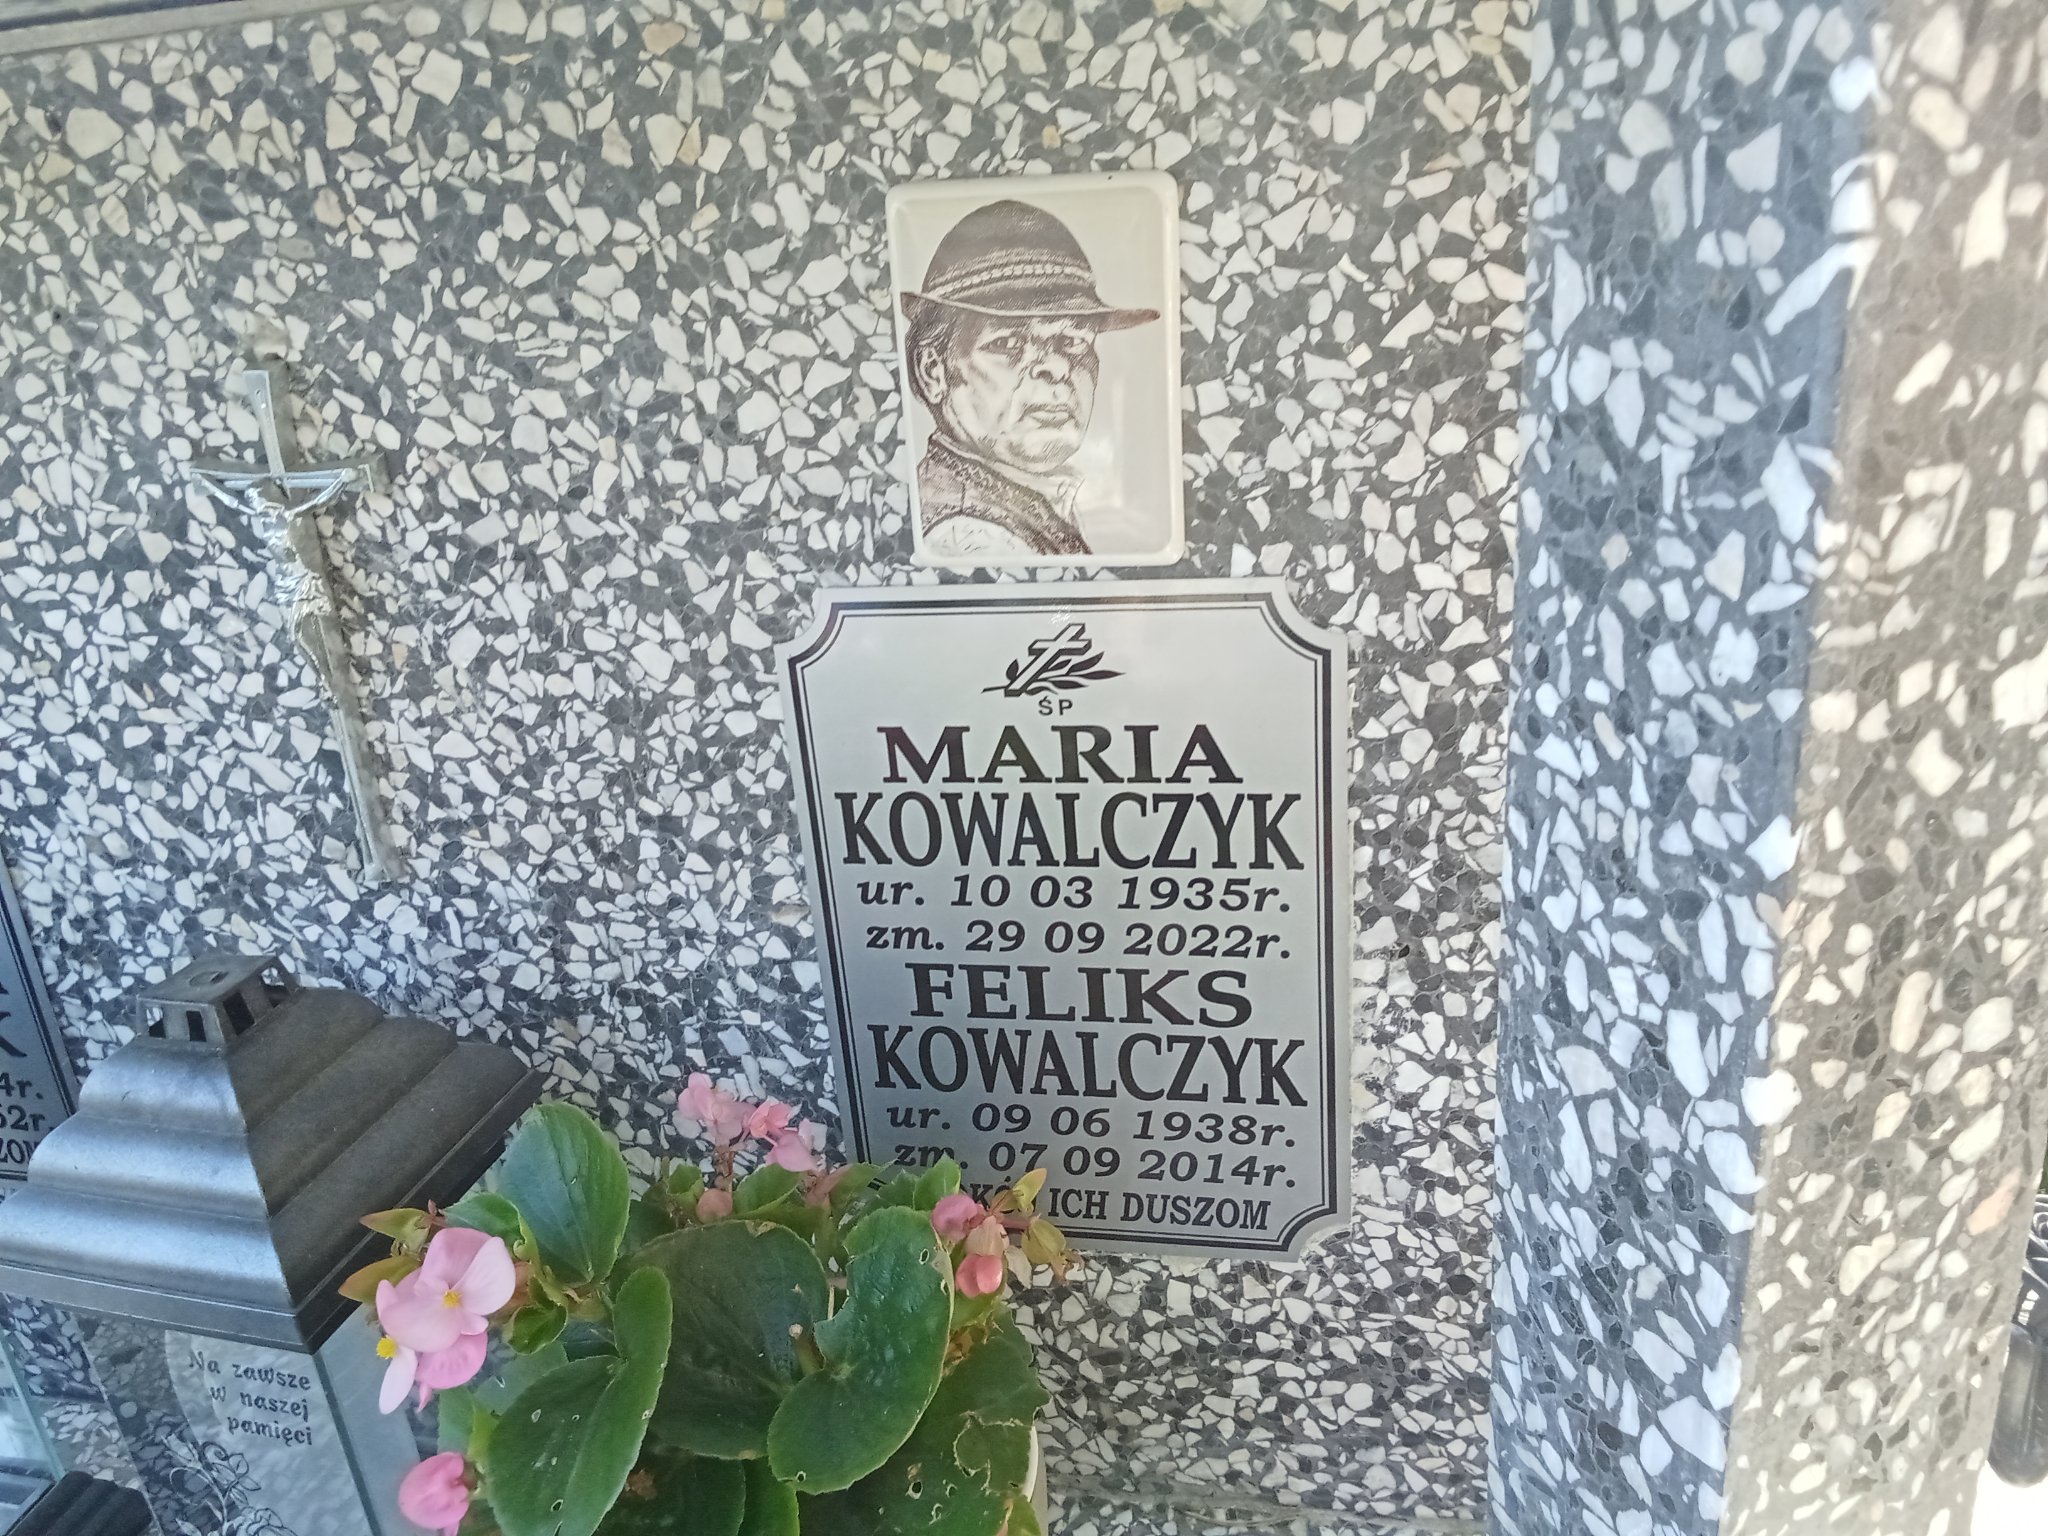 ŚP
MARIA
KOWALCZYK
ur. 10 03 1935r.
zm. 29 09 2022r.
FELIKS
KOWALCZYK
ur. 09 06 1938r.
zm. 07 09 2014r.
ICH DUSZOM
Na zawsze
w naszej
pamięci